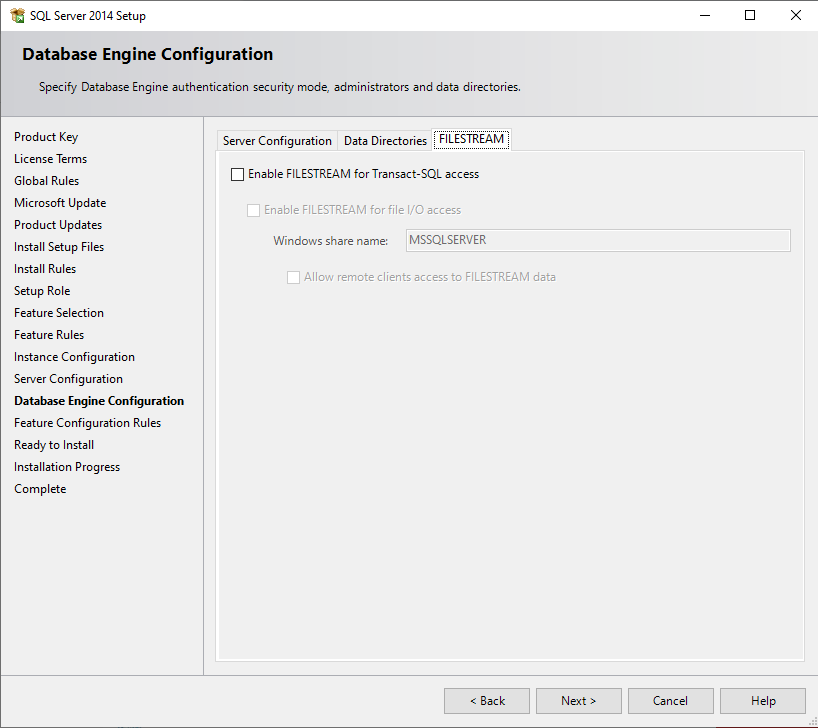 SQL Server 2014 Setup
Database Engine Configuration
Specify Database Engine authentication security mode, administrators and data directories.
Product Key
License Terms
Global Rules
Microsoft Update
Product Updates
Install Setup Files
Install Rules
Setup Role
Feature Selection
Feature Rules
Instance Configuration
Server Configuration
Database Engine Configuration
Feature Configuration Rules
Ready to Install
Installation Progress
Complete
Server Configuration Data Directories FILESTREAM
Enable FILESTREAM for Transact-SQL access
Enable FILESTREAM for file I/O access
Windows share name: MSSQLSERVER
Allow remote clients access to FILESTREAM data
< Back Next > Cancel Help